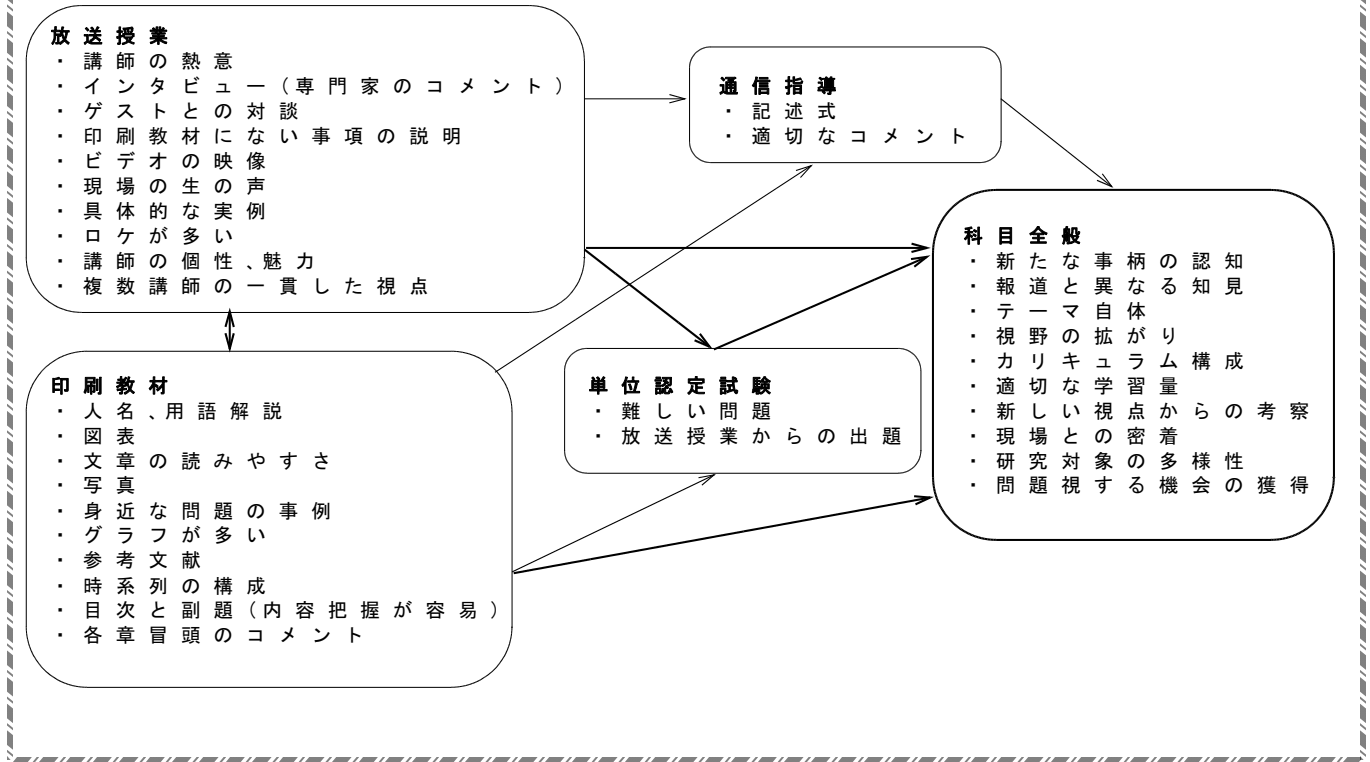 放送授業
・講師の熱意
・インタビュー(専門家のコメント)
・ゲストとの対談
・印刷教材にない事項の説明
・ビデオの映像
・現場の生の声
・具体的な実例
・ロケが多い
・講師の個性、魅力
・複数講師の一貫した視点
通信指導
・記述式
・適切なコメント
科目全般
・新たな事柄の認知
・報道と異なる知見
・テーマ自体
・視野の拡がり
・カリキュラム構成
・適切な学習量
・新しい視点からの考察
・現場との密着
・研究対象の多様性
・問題視する機会の獲得
印刷教材
・人名、用語解説
・図表
・文章の読みやすさ
・写真
・身近な問題の事例
・グラフが多い
・参考文献
・時系列の構成
・目次と副題(内容把握が容易)
・各章冒頭のコメント
単位認定試験
・難しい問題
・放送授業からの出題